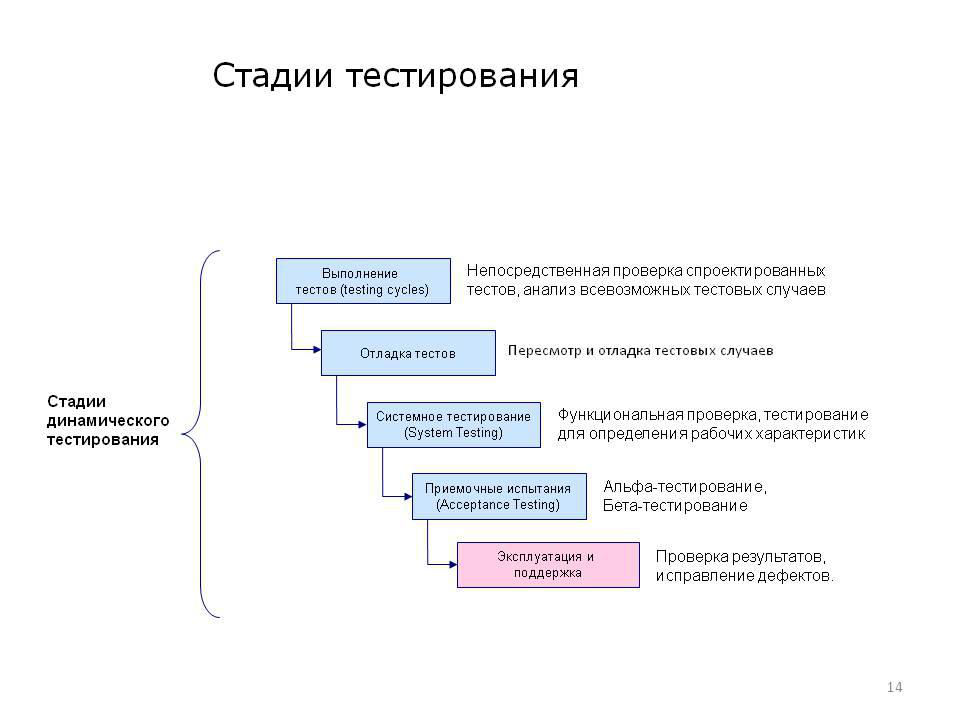 Стадии тестирования
Выполнение
тестов (testing cycles)
Непосредственная проверка спроектированных
тестов, анализ всевозможных тестовых случаев
Отладка тестов
Пересмотр и отладка тестовых случаев
Стадии
динамического
тестирования
Системное тестирование
(System Testing)
Функциональная проверка, тестирование
для определения рабочих характеристик
Приемочные испытания
(Acceptance Testing)
Альфа-тестирование,
Бета-тестирование
Эксплуатация и
поддержка
Проверка результатов,
исправление дефектов.
14